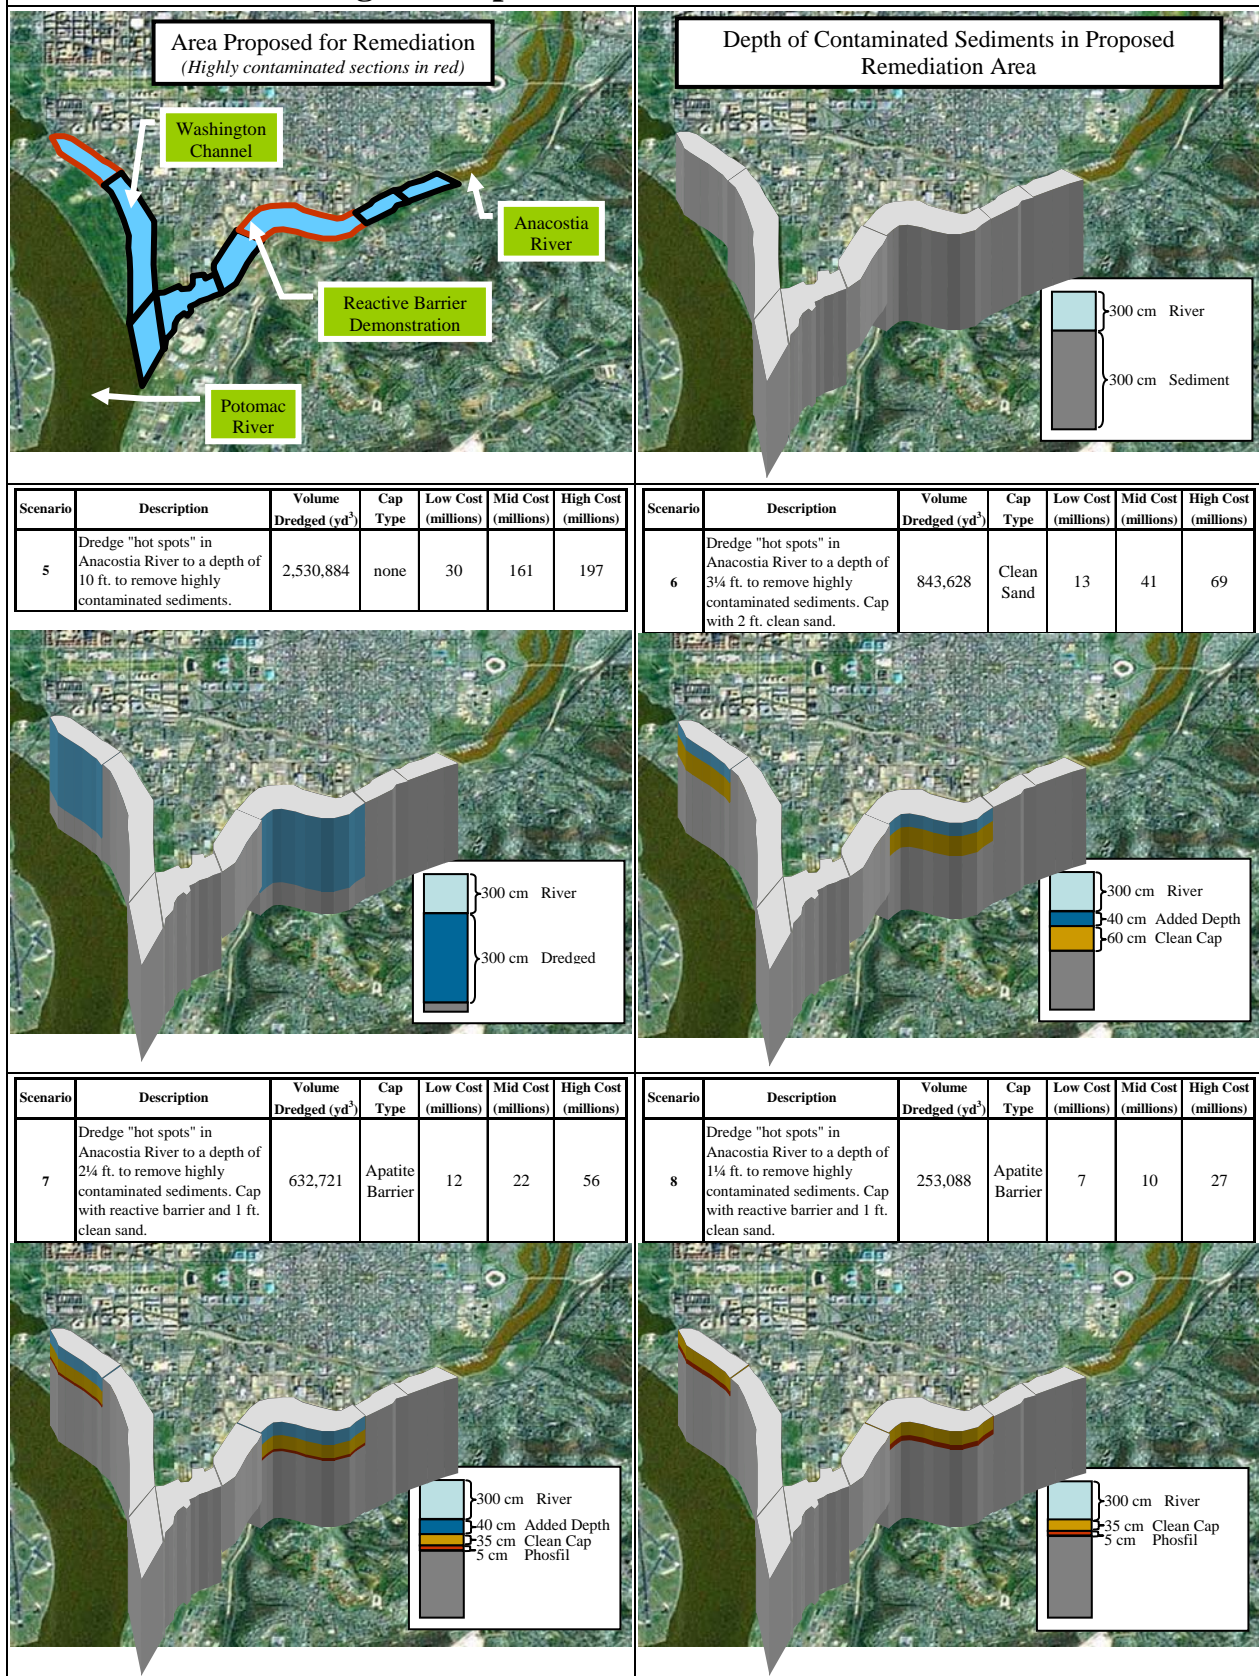 Area Proposed for Remediation
(Highly contaminated sections in red)
Washington
Channel
Anacostia
River
Reactive Barrier
Demonstration
Potomac
River
Depth of Contaminated Sediments in Proposed
Remediation Area
300 cm River
300 cm Sediment
Scenario Description Volume Dredged (yd³) Cap Type Low Cost (millions) Mid Cost (millions) High Cost (millions)
5 2,530,884 none 30 161 197
Dredge "hot spots" in
Anacostia River to a depth of
10 ft. to remove highly
contaminated sediments.
300 cm River
300 cm Dredged
Scenario Description Volume Dredged (yd³) Cap Type Low Cost (millions) Mid Cost (millions) High Cost (millions)
6 843,628 Clean Sand 13 41 69
Dredge "hot spots" in
Anacostia River to a depth of
3¼ ft. to remove highly
contaminated sediments. Cap
with 2 ft. clean sand.
300 cm River
40 cm Added Depth
60 cm Clean Cap
Scenario Description Volume Dredged (yd³) Cap Type Low Cost (millions) Mid Cost (millions) High Cost (millions)
7 632,721 Apatite Barrier 12 22 56
Dredge "hot spots" in
Anacostia River to a depth of
2¼ ft. to remove highly
contaminated sediments. Cap
with reactive barrier and 1 ft.
clean sand.
300 cm River
40 cm Added Depth
35 cm Clean Cap
5 cm Phosfil
Scenario Description Volume Dredged (yd³) Cap Type Low Cost (millions) Mid Cost (millions) High Cost (millions)
8 253,088 Apatite Barrier 7 10 27
Dredge "hot spots" in
Anacostia River to a depth of
1¼ ft. to remove highly
contaminated sediments. Cap
with reactive barrier and 1 ft.
clean sand.
300 cm River
35 cm Clean Cap
5 cm Phosfil